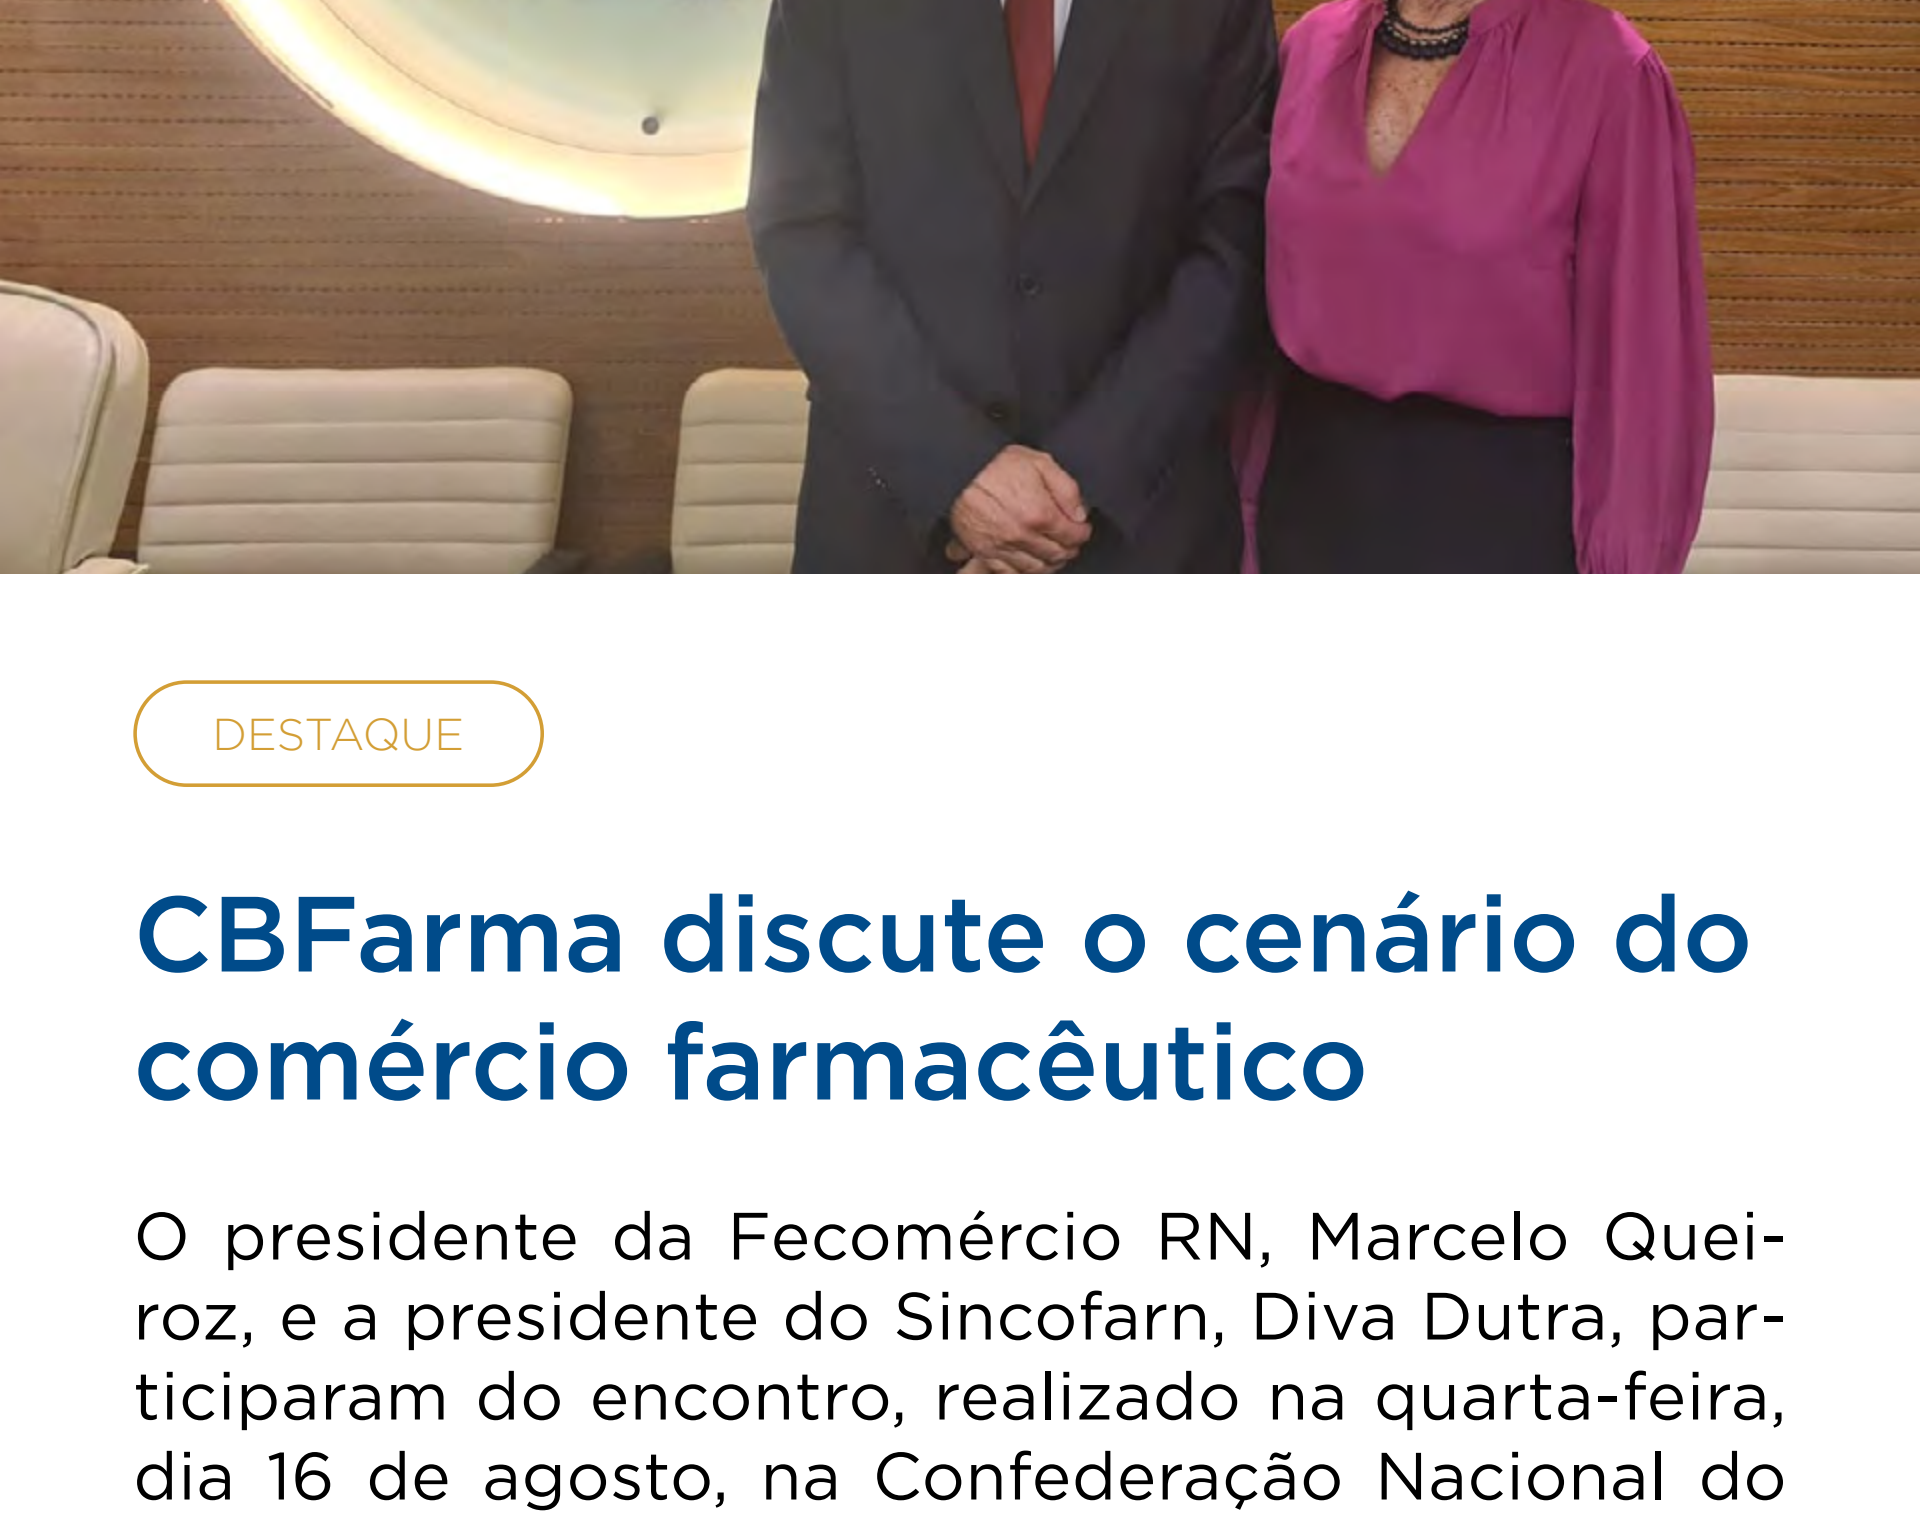 DESTAQUE
CBFarma discute o cenário do
comércio farmacêutico
O presidente da Fecomércio RN, Marcelo Quei-
roz, e a presidente do Sincofarn, Diva Dutra, par-
ticiparam do encontro, realizado na quarta-feira,
dia 16 de agosto, na Confederação Nacional do